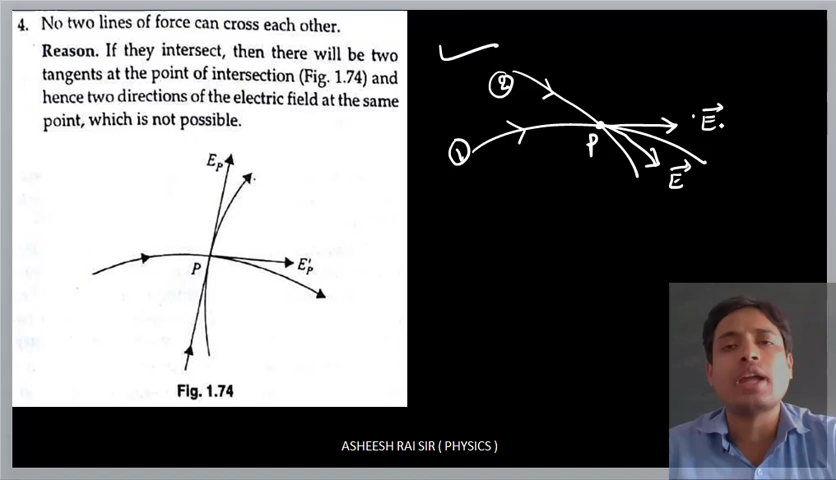 4. No two lines of force can cross each other.
Reason. If they intersect, then there will be two
tangents at the point of intersection (Fig. 1.74) and
hence two directions of the electric field at the same
point, which is not possible.
E_P
P
E'_P
Fig. 1.74
②
①
P
E⃗.
E⃗
ASHEESH RAI SIR ( PHYSICS )